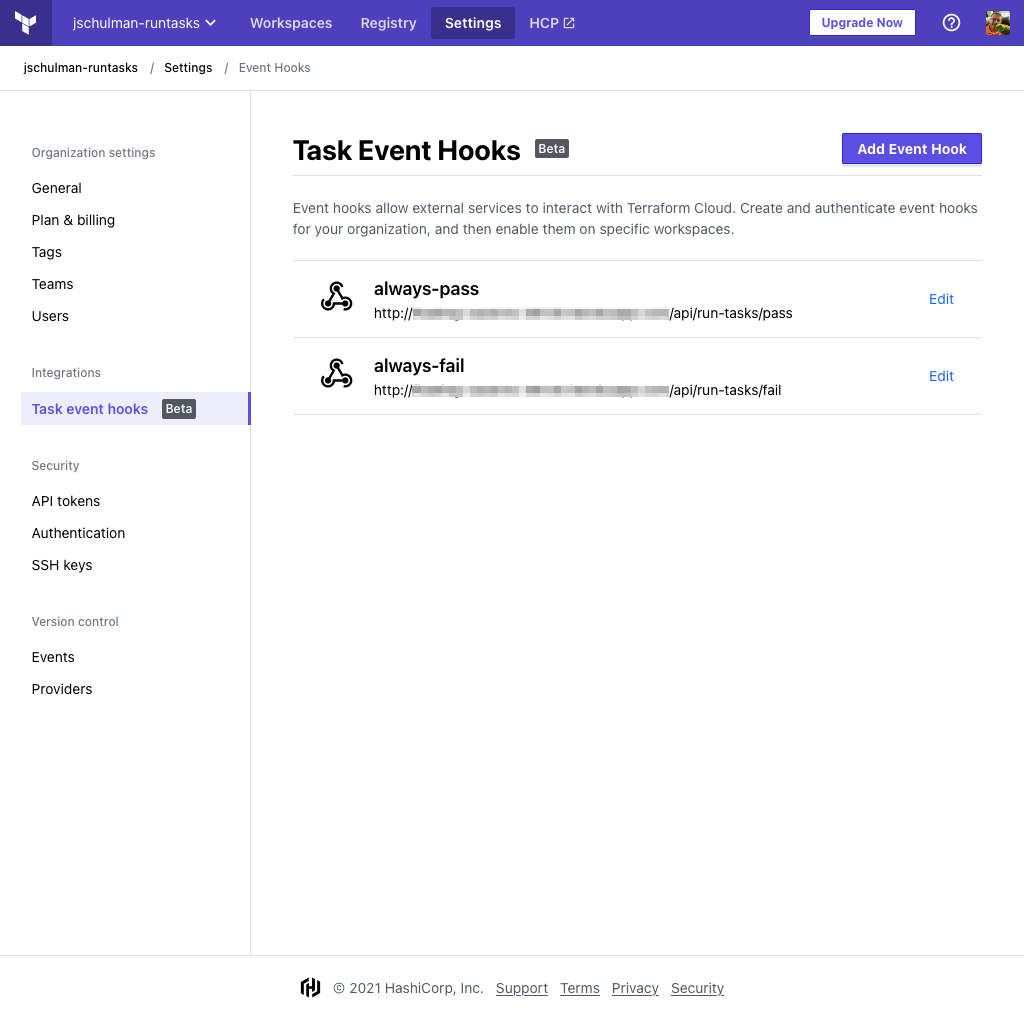 jschulman-runtasks Workspaces Registry Settings HCP Upgrade Now
jschulman-runtasks / Settings / Event Hooks
Organization settings
General
Plan & billing
Tags
Teams
Users
Integrations
Task event hooks Beta
Security
API tokens
Authentication
SSH keys
Version control
Events
Providers
Task Event Hooks Beta
Add Event Hook
Event hooks allow external services to interact with Terraform Cloud. Create and authenticate event hooks
for your organization, and then enable them on specific workspaces.
always-pass
http:// /api/run-tasks/pass
Edit
always-fail
http:// /api/run-tasks/fail
Edit
© 2021 HashiCorp, Inc. Support Terms Privacy Security